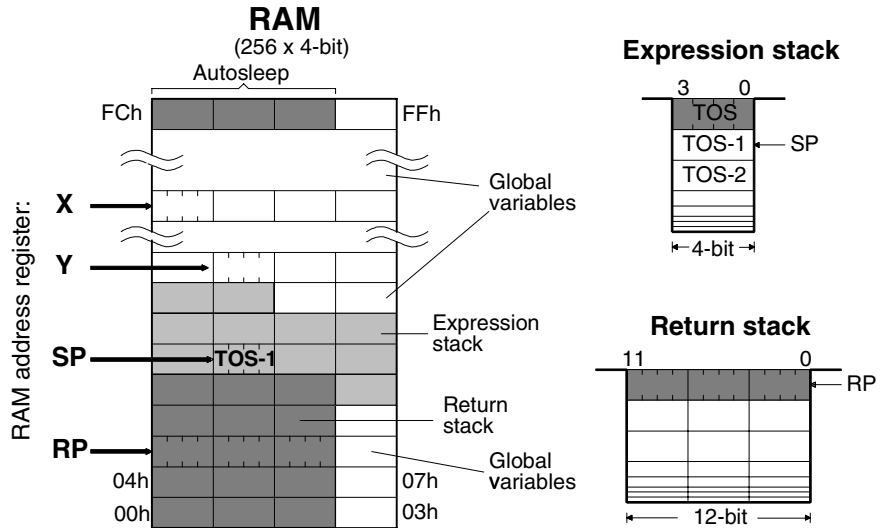 RAM
(256 x 4-bit)
Autosleep
FCh
FFh
RAM address register:
X
Y
SP
TOS-1
RP
04h
00h
07h
03h
Global
variables
Expression
stack
Return
stack
Global
variables
Expression stack
3 0
TOS
TOS-1
SP
TOS-2
4-bit
Return stack
11 0
RP
12-bit